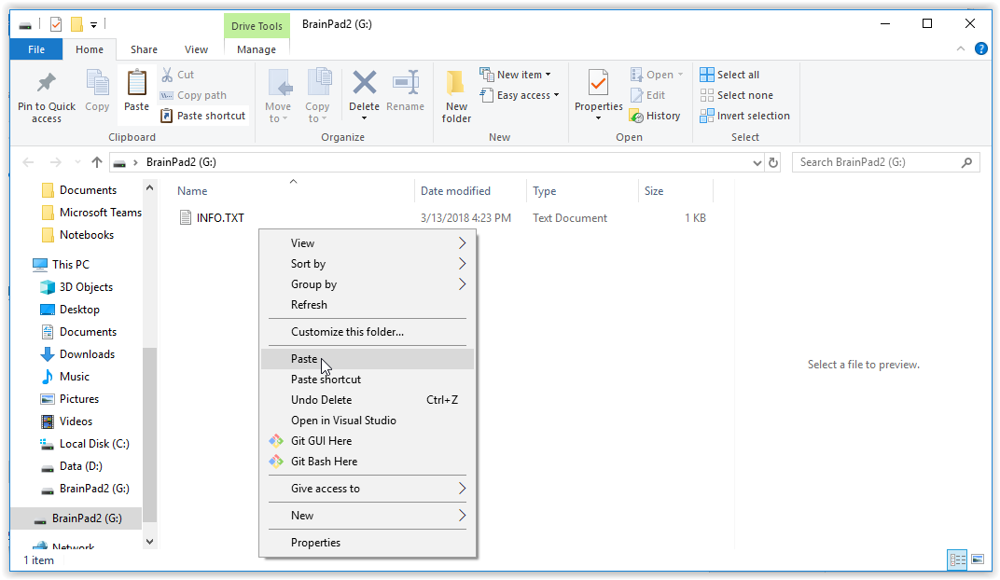 Drive Tools
BrainPad2 (G:)
File
Home
Share
View
Manage
Pin to Quick access
Copy
Paste
Cut
Copy path
Paste shortcut
Clipboard
Move to
Copy to
Delete
Rename
Organize
New folder
New item
Easy access
New
Properties
Open
Edit
History
Open
Select all
Select none
Invert selection
Select
BrainPad2 (G:)
Search BrainPad2 (G:)
Documents
Microsoft Teams
Notebooks
This PC
3D Objects
Desktop
Documents
Downloads
Music
Pictures
Videos
Local Disk (C:)
Data (D:)
BrainPad2 (G:)
BrainPad2 (G:)
Network
Name
Date modified
Type
Size
INFO.TXT
3/13/2018 4:23 PM
Text Document
1 KB
View
Sort by
Group by
Refresh
Customize this folder...
Paste
Paste shortcut
Undo Delete Ctrl+Z
Open in Visual Studio
Git GUI Here
Git Bash Here
Give access to
New
Properties
Select a file to preview.
1 item